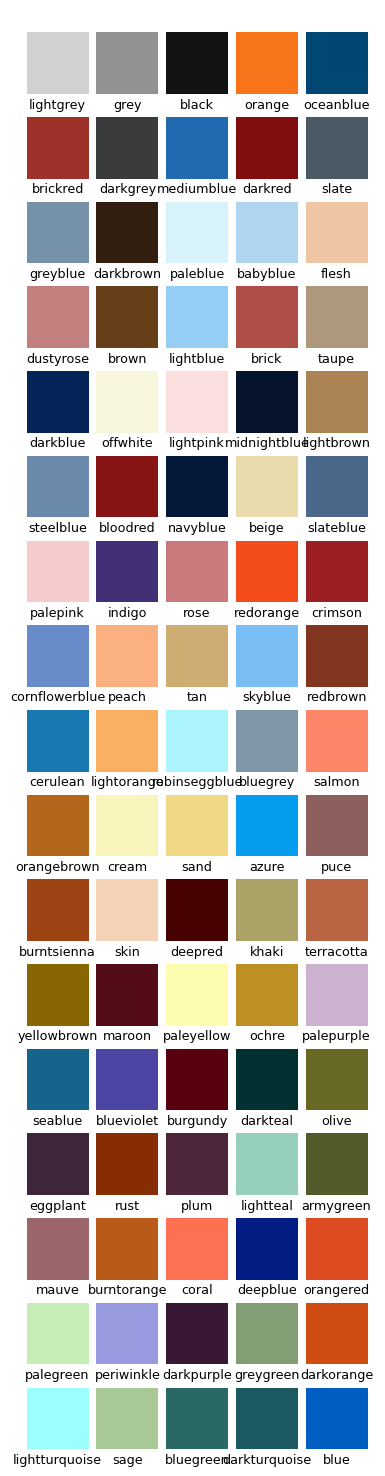 lightgrey grey black orange oceanblue
brickred darkgrey mediumblue darkred slate
greyblue darkbrown paleblue babyblue flesh
dustyrose brown lightblue brick taupe
darkblue offwhite lightpink midnightblue lightbrown
steelblue bloodred navyblue beige slateblue
palepink indigo rose redorange crimson
cornflowerblue peach tan skyblue redbrown
cerulean lightorange robinseggblue bluegrey salmon
orangebrown cream sand azure puce
burntsienna skin deepred khaki terracotta
yellowbrown maroon paleyellow ochre palepurple
seablue blueviolet burgundy darkteal olive
eggplant rust plum lightteal armygreen
mauve burntorange coral deepblue orangered
palegreen periwinkle darkpurple greygreen darkorange
lightturquoise sage bluegreen darkturquoise blue